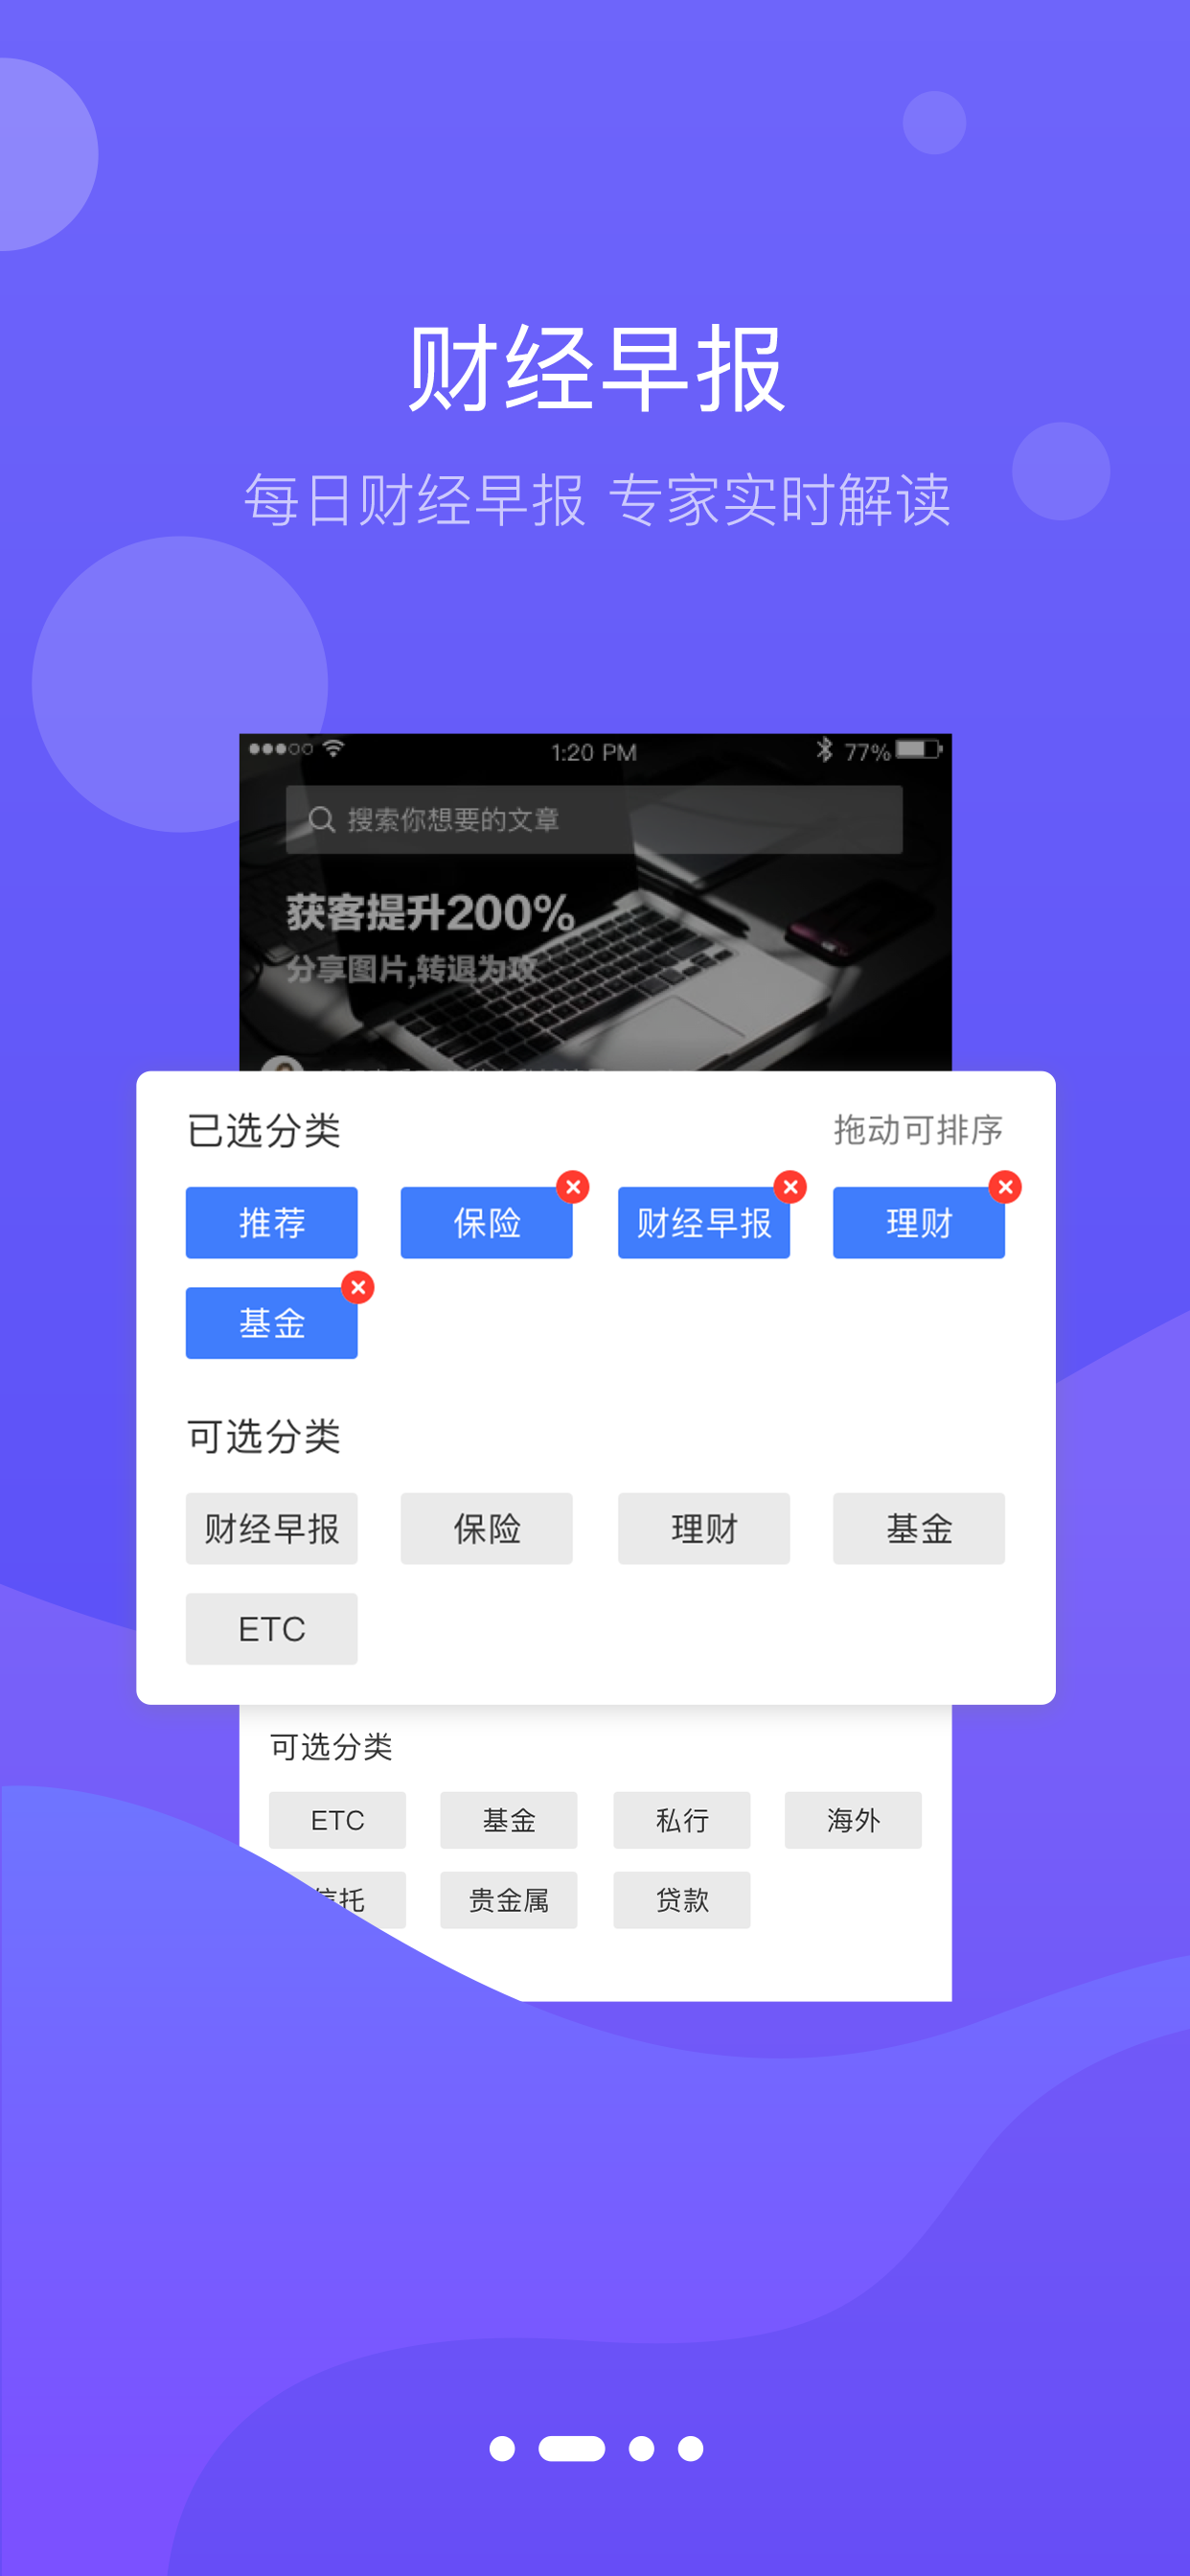 财经早报
每日财经早报 专家实时解读
1:20 PM 77%
搜索你想要的文章
获客提升200%
分享图片,转退为攻
已选分类 拖动可排序
推荐 保险 财经早报 理财
基金
可选分类
财经早报 保险 理财 基金
ETC
可选分类
ETC 基金 私行 海外
信托 贵金属 贷款